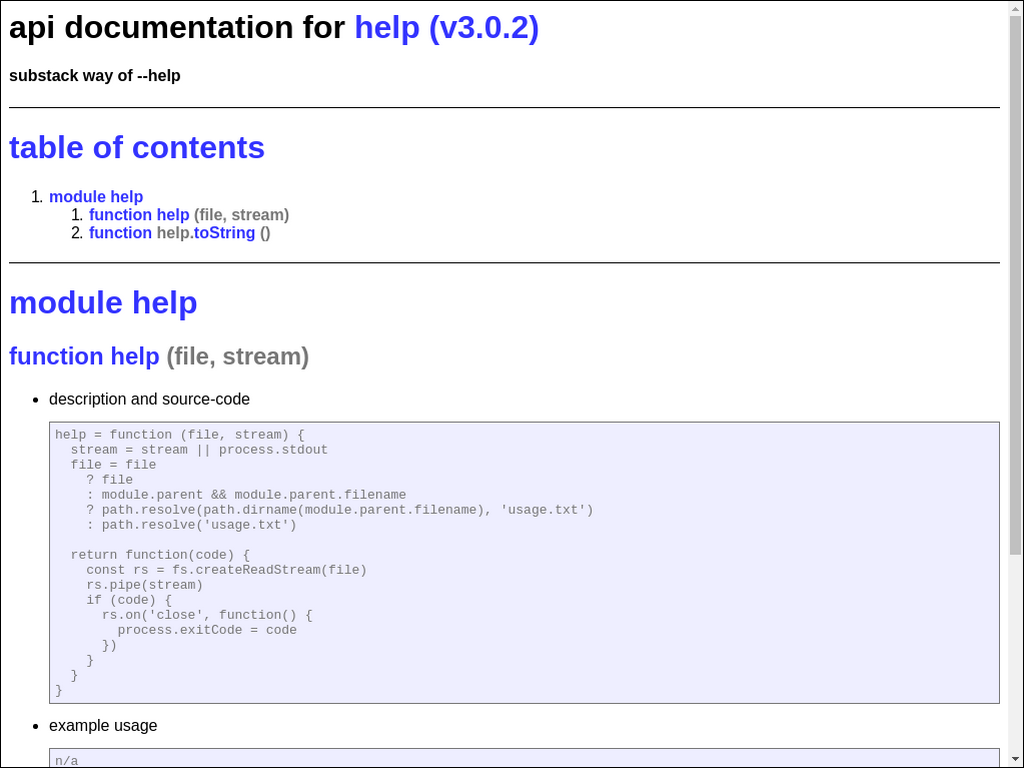 api documentation for help (v3.0.2)
substack way of --help
table of contents
1. module help
1. function help (file, stream)
2. function help.toString ()
module help
function help (file, stream)
• description and source-code
help = function (file, stream) {
  stream = stream || process.stdout
  file = file
    ? file
    : module.parent && module.parent.filename
    ? path.resolve(path.dirname(module.parent.filename), 'usage.txt')
    : path.resolve('usage.txt')

  return function(code) {
    const rs = fs.createReadStream(file)
    rs.pipe(stream)
    if (code) {
      rs.on('close', function() {
        process.exitCode = code
      })
    }
  }
}
• example usage
n/a